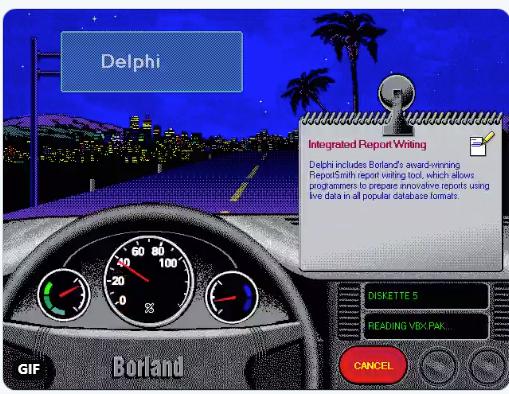 Delphi
Integrated Report Writing
Delphi includes Borland's award-winning
ReportSmith report writing tool, which allows
programmers to prepare innovative reports using
live data in all popular database formats.
60 80
40 100
20
0
%
DISKETTE 5
READING VBX.PAK...
CANCEL
Borland
GIF